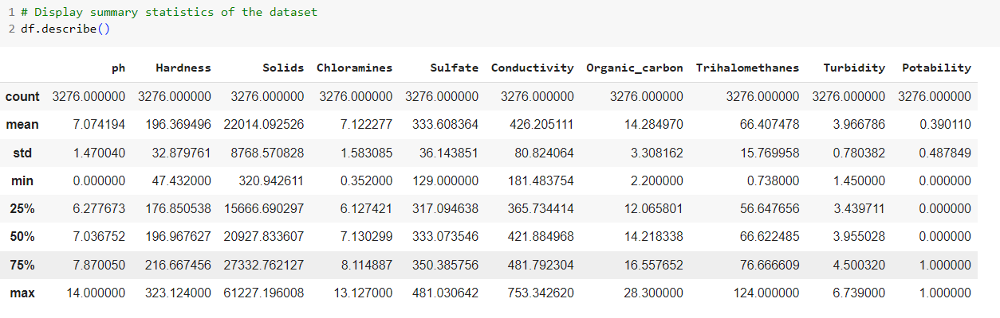 1 # Display summary statistics of the dataset
2 df.describe()
ph Hardness Solids Chloramines Sulfate Conductivity Organic_carbon Trihalomethanes Turbidity Potability
count 3276.000000 3276.000000 3276.000000 3276.000000 3276.000000 3276.000000 3276.000000 3276.000000 3276.000000 3276.000000
mean 7.074194 196.369496 22014.092526 7.122277 333.608364 426.205111 14.284970 66.407478 3.966786 0.390110
std 1.470040 32.879761 8768.570828 1.583085 36.143851 80.824064 3.308162 15.769958 0.780382 0.487849
min 0.000000 47.432000 320.942611 0.352000 129.000000 181.483754 2.200000 0.738000 1.450000 0.000000
25% 6.277673 176.850538 15666.690297 6.127421 317.094638 365.734414 12.065801 56.647656 3.439711 0.000000
50% 7.036752 196.967627 20927.833607 7.130299 333.073546 421.884968 14.218338 66.622485 3.955028 0.000000
75% 7.870050 216.667456 27332.762127 8.114887 350.385756 481.792304 16.557652 76.666609 4.500320 1.000000
max 14.000000 323.124000 61227.196008 13.127000 481.030642 753.342620 28.300000 124.000000 6.739000 1.000000